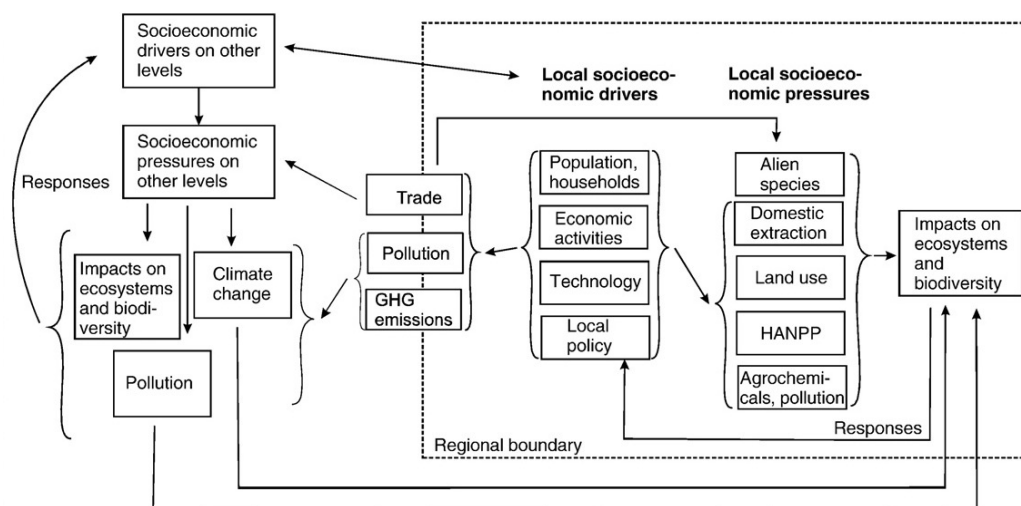 Socioeconomic
drivers on other
levels
Socioeconomic
pressures on
other levels
Responses
Impacts on
ecosystems
and biodi-
versity
Climate
change
Pollution
Trade
Pollution
GHG
emissions
Local socioeco-
nomic drivers
Population,
households
Economic
activities
Technology
Local
policy
Local socioeco-
nomic pressures
Alien
species
Domestic
extraction
Land use
HANPP
Agrochemi-
cals, pollution
Impacts on
ecosystems
and
biodiversity
Responses
Regional boundary